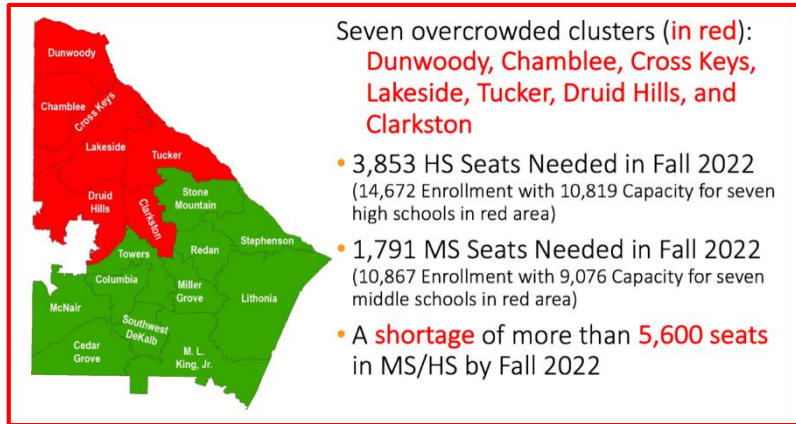 Dunwoody
Chamblee
Cross Keys
Lakeside
Tucker
Druid
Hills
Clarkston
Stone
Mountain
Towers
Redan
Stephenson
Columbia
Miller
Grove
Lithonia
McNair
Southwest
DeKalb
Cedar
Grove
M. L.
King, Jr.
Seven overcrowded clusters (in red):
Dunwoody, Chamblee, Cross Keys,
Lakeside, Tucker, Druid Hills, and
Clarkston
• 3,853 HS Seats Needed in Fall 2022
(14,672 Enrollment with 10,819 Capacity for seven
high schools in red area)
• 1,791 MS Seats Needed in Fall 2022
(10,867 Enrollment with 9,076 Capacity for seven
middle schools in red area)
• A shortage of more than 5,600 seats
in MS/HS by Fall 2022